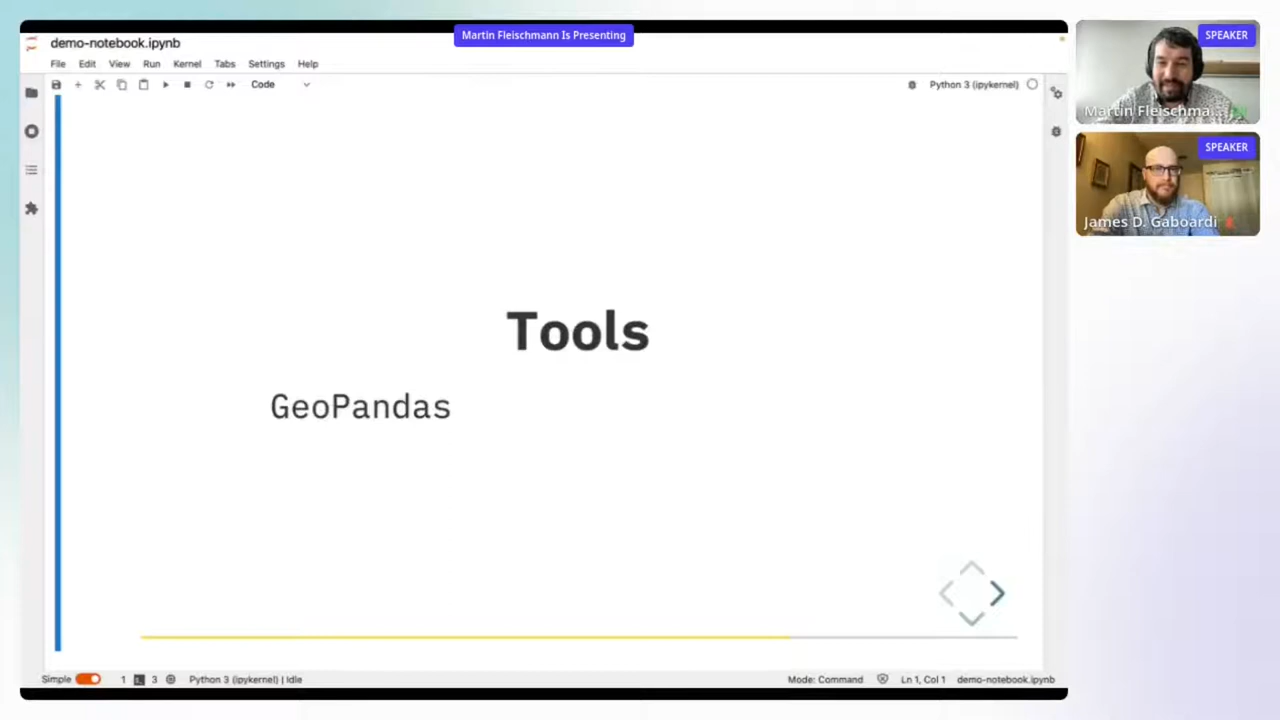 Martin Fleischmann Is Presenting
demo-notebook.ipynb
File Edit View Run Kernel Tabs Settings Help
Code
Python 3 (ipykernel)
Tools
GeoPandas
Simple 1 3 Python 3 (ipykernel) | Idle Mode: Command Ln 1, Col 1 demo-notebook.ipynb
SPEAKER
Martin Fleischma...
SPEAKER
James D. Gaboardi